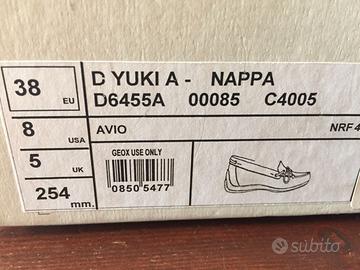 38 EU
D YUKI A - NAPPA
D6455A 00085 C4005
8 USA
AVIO
NRF4
5 UK
GEOX USE ONLY
0850 5477
254 mm.
subito